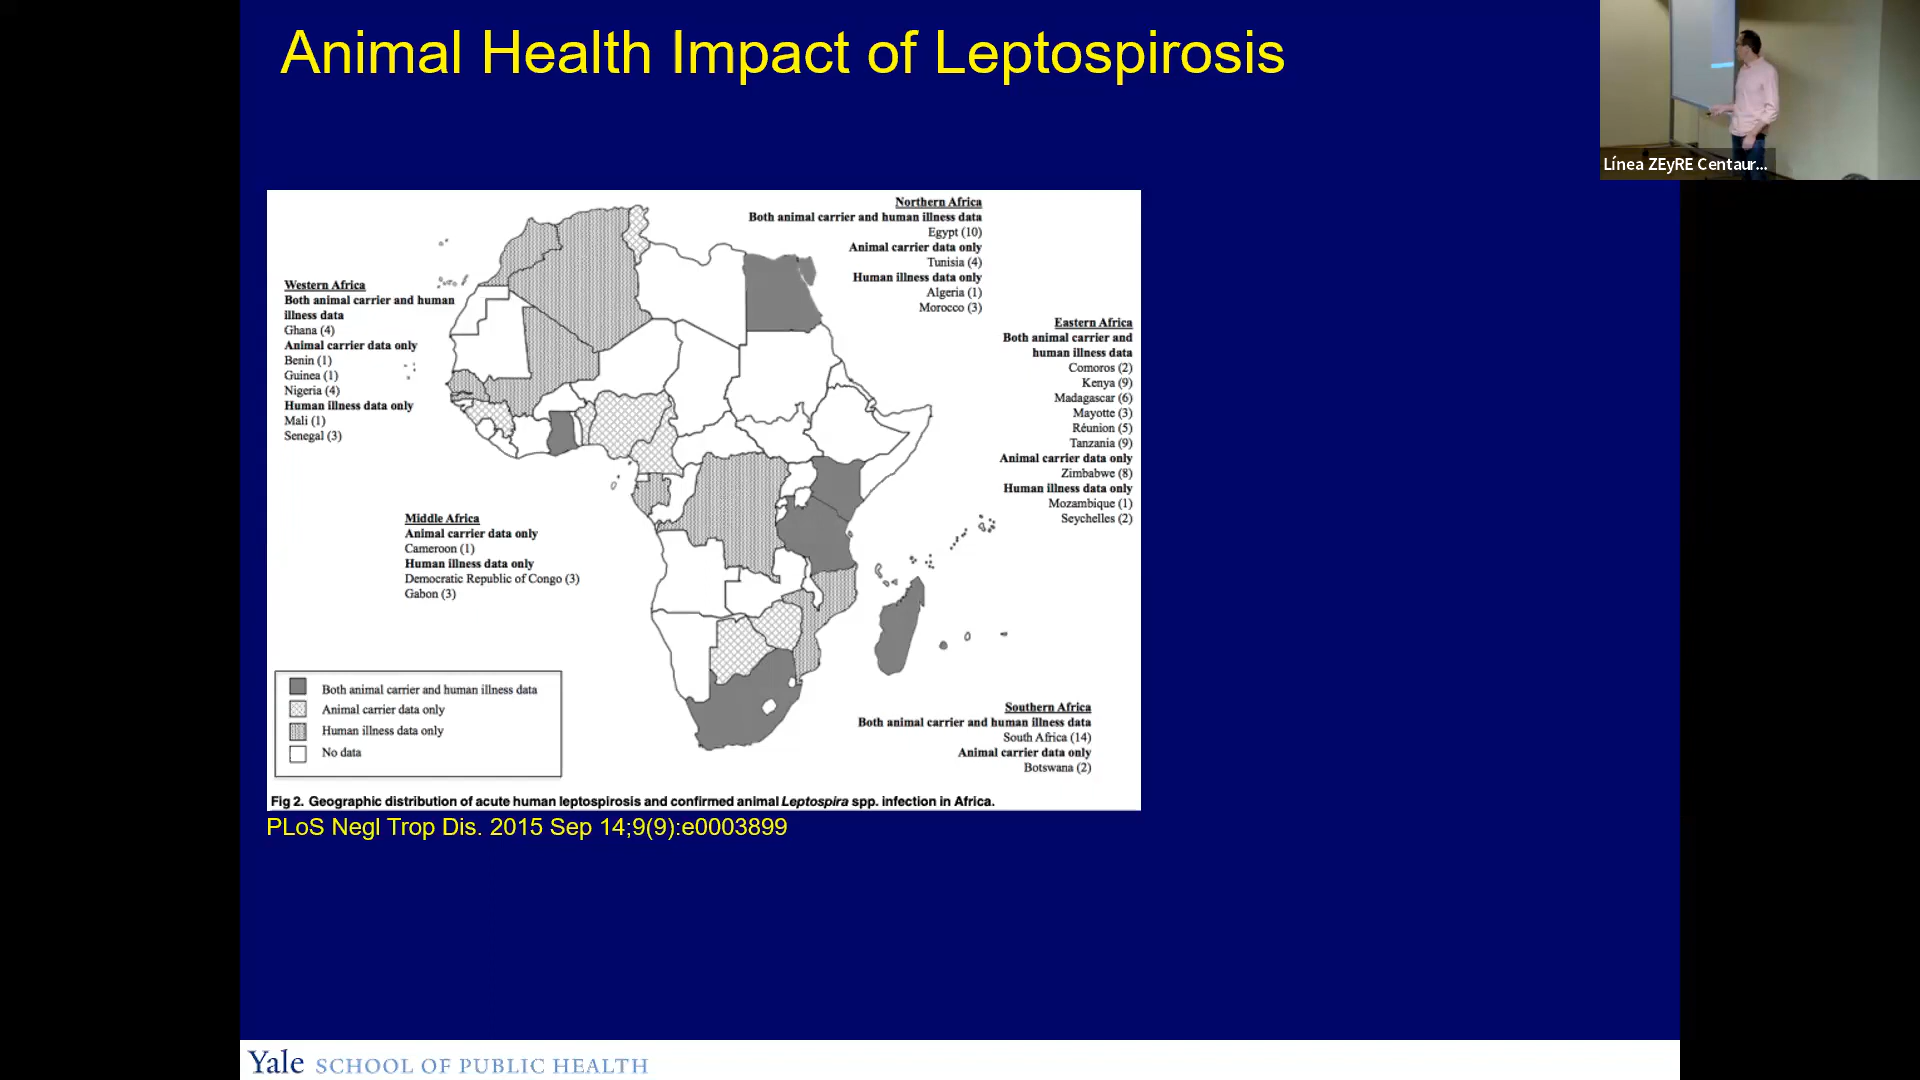 Animal Health Impact of Leptospirosis
Línea ZEyRE Centaur...
Northern Africa
Both animal carrier and human illness data
Egypt (10)
Animal carrier data only
Tunisia (4)
Human illness data only
Algeria (1)
Morocco (3)
Western Africa
Both animal carrier and human
illness data
Ghana (4)
Animal carrier data only
Benin (1)
Guinea (1)
Nigeria (4)
Human illness data only
Mali (1)
Senegal (3)
Eastern Africa
Both animal carrier and
human illness data
Comoros (2)
Kenya (9)
Madagascar (6)
Mayotte (3)
Réunion (5)
Tanzania (9)
Animal carrier data only
Zimbabwe (8)
Human illness data only
Mozambique (1)
Seychelles (2)
Middle Africa
Animal carrier data only
Cameroon (1)
Human illness data only
Democratic Republic of Congo (3)
Gabon (3)
Both animal carrier and human illness data
Animal carrier data only
Human illness data only
No data
Southern Africa
Both animal carrier and human illness data
South Africa (14)
Animal carrier data only
Botswana (2)
Fig 2. Geographic distribution of acute human leptospirosis and confirmed animal Leptospira spp. infection in Africa.
PLoS Negl Trop Dis. 2015 Sep 14;9(9):e0003899
Yale SCHOOL OF PUBLIC HEALTH